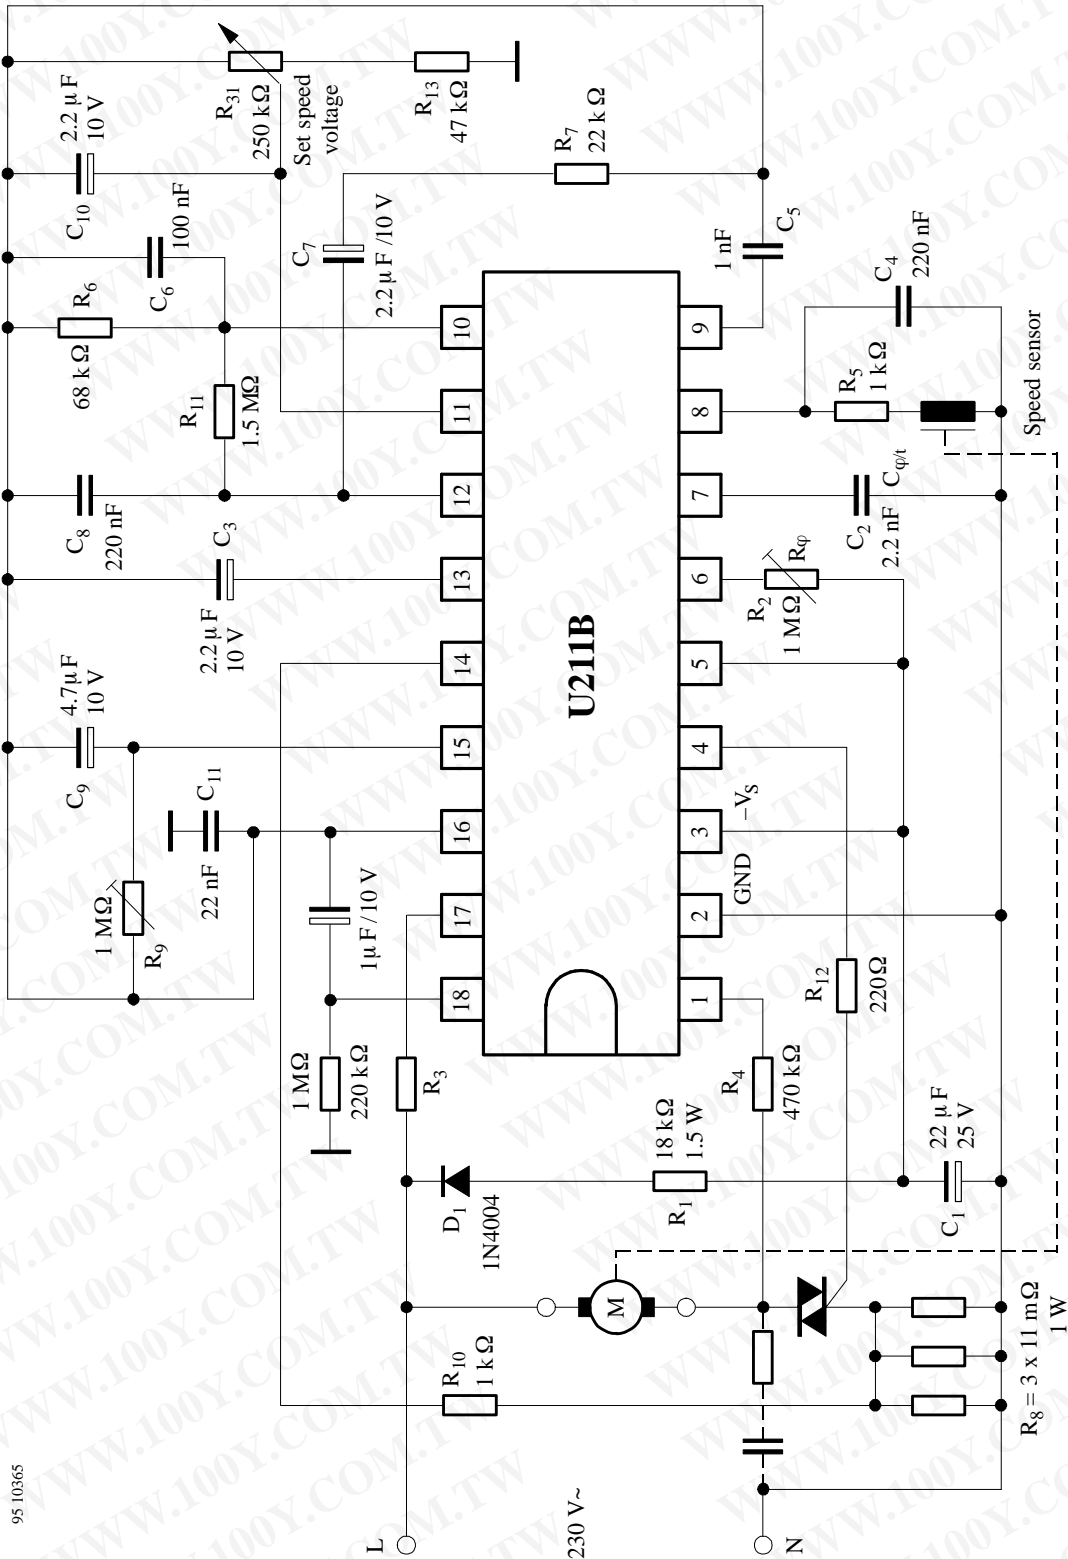 95 10365
L
N
230 V~
R10
1 kΩ
R8 = 3 x 11 mΩ
1 W
M
D1
1N4004
R1
18 kΩ
1.5 W
C1
22 µF
25 V
R3
220 kΩ
1 MΩ
R4
470 kΩ
R12
220 Ω
R9
1 MΩ
C11
22 nF
1µF / 10 V
C9
4.7µF
10 V
18
17
16
15
14
13
12
11
10
1
2
3
4
5
6
7
8
9
U211B
GND
–VS
2.2 µF
10 V
C3
R2
1 MΩ
Rφ
C8
220 nF
R11
1.5 MΩ
C2
2.2 nF
Cφ/t
R6
68 kΩ
C6
100 nF
C7
2.2 µF /10 V
C10
2.2 µF
10 V
R31
250 kΩ
Set speed
voltage
R13
47 kΩ
R7
22 kΩ
1 nF
C5
R5
1 kΩ
C4
220 nF
Speed sensor
WWW.100Y.COM.TW